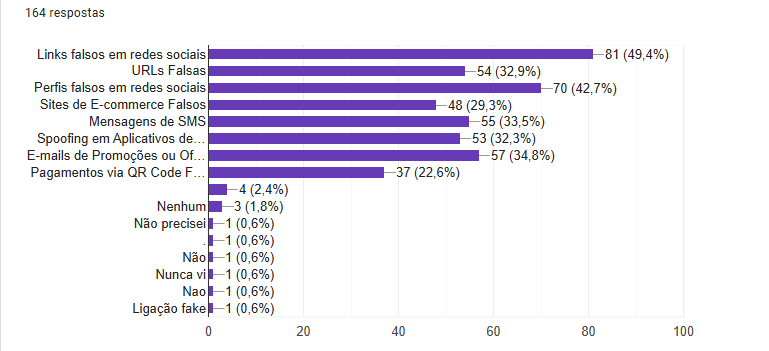 164 respostas
Links falsos em redes sociais 81 (49,4%)
URLs Falsas 54 (32,9%)
Perfis falsos em redes sociais 70 (42,7%)
Sites de E-commerce Falsos 48 (29,3%)
Mensagens de SMS 55 (33,5%)
Spoofing em Aplicativos de… 53 (32,3%)
E-mails de Promoções ou Of… 57 (34,8%)
Pagamentos via QR Code F… 37 (22,6%)
4 (2,4%)
Nenhum 3 (1,8%)
Não precisei 1 (0,6%)
. 1 (0,6%)
Não 1 (0,6%)
Nunca vi 1 (0,6%)
Nao 1 (0,6%)
Ligação fake 1 (0,6%)
0 20 40 60 80 100